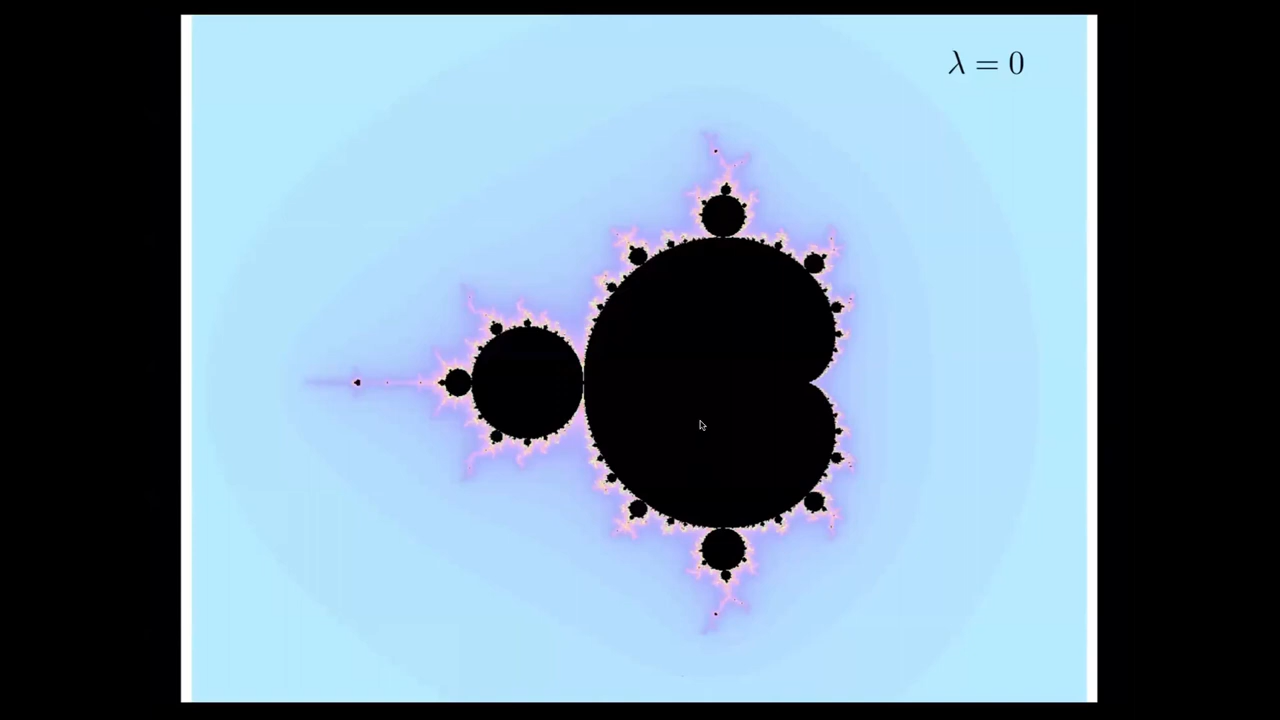 λ = 0